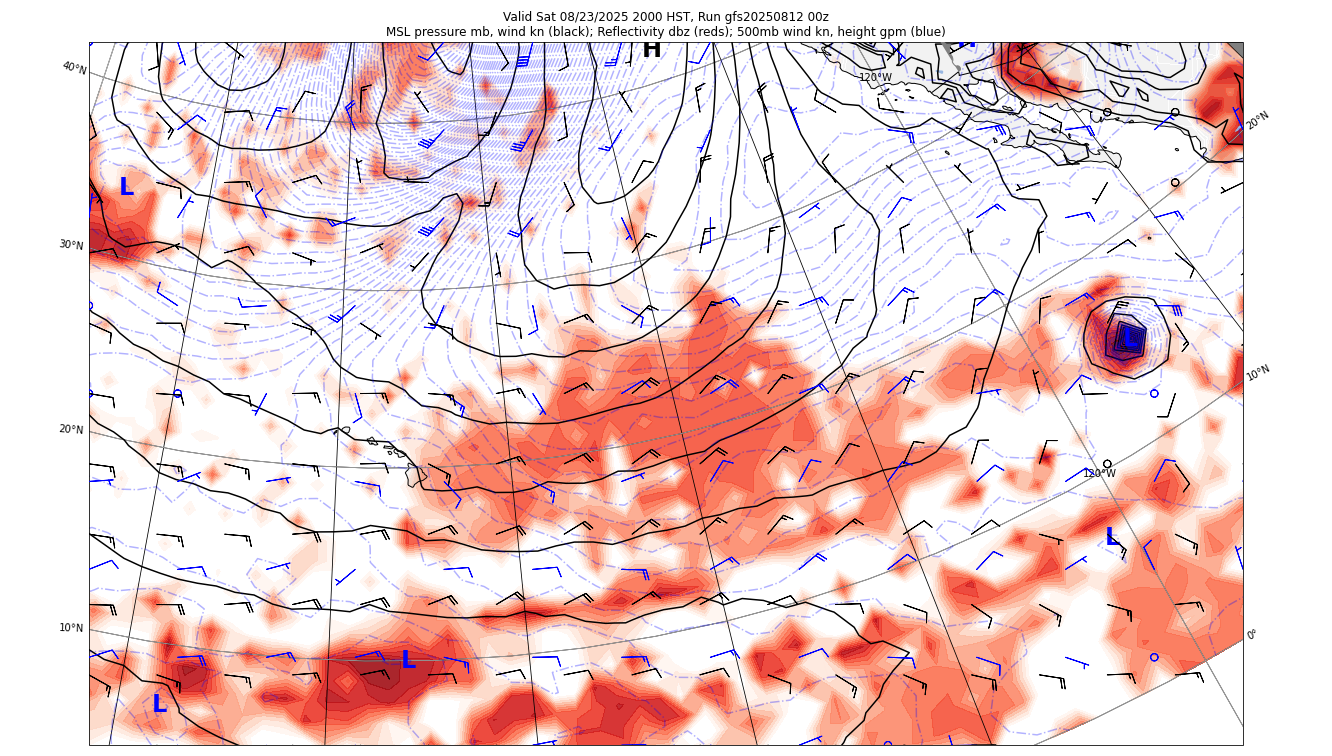 Valid Sat 08/23/2025 2000 HST, Run gfs20250812 00z
MSL pressure mb, wind kn (black); Reflectivity dbz (reds); 500mb wind kn, height gpm (blue)
H
40°N
120°W
20°N
L
30°N
L
10°N
20°N
120°W
L
10°N
0°
L
L